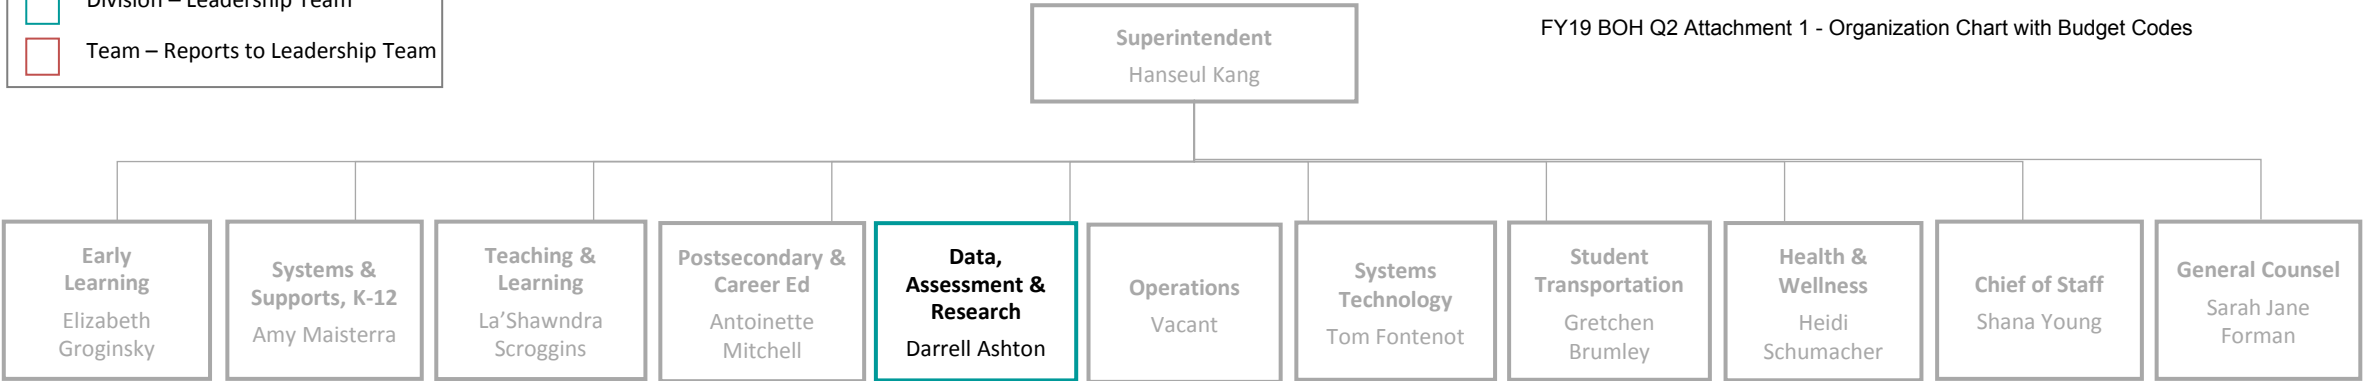 Division – Leadership Team
Team – Reports to Leadership Team
Superintendent
Hanseul Kang
FY19 BOH Q2 Attachment 1 - Organization Chart with Budget Codes
Early
Learning
Elizabeth
Groginsky
Systems &
Supports, K-12
Amy Maisterra
Teaching &
Learning
La’Shawndra
Scroggins
Postsecondary &
Career Ed
Antoinette
Mitchell
Data,
Assessment &
Research
Darrell Ashton
Operations
Vacant
Systems
Technology
Tom Fontenot
Student
Transportation
Gretchen
Brumley
Health &
Wellness
Heidi
Schumacher
Chief of Staff
Shana Young
General Counsel
Sarah Jane
Forman